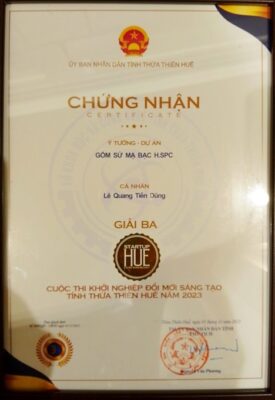 ỦY BAN NHÂN DÂN TỈNH THỪA THIÊN HUẾ
CHỨNG NHẬN
CERTIFICATE
Ý TƯỞNG - DỰ ÁN
GỐM SỨ MẠ BẠC H.SPC
CÁ NHÂN
Lê Quang Tiến Dũng
GIẢI BA
STARTUP
HUE
CUỘC THI KHỞI NGHIỆP ĐỔI MỚI SÁNG TẠO
TỈNH THỪA THIÊN HUẾ NĂM 2023